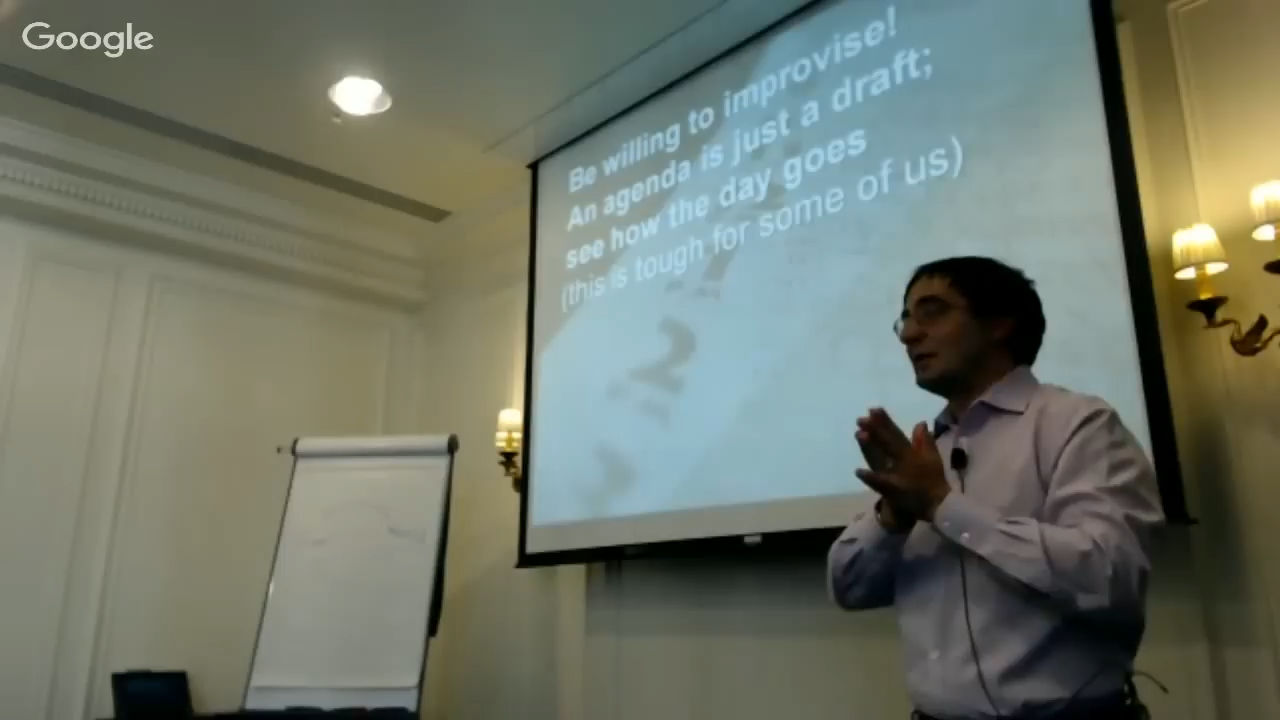 Google
Be willing to improvise!
An agenda is just a draft;
see how the day goes
(this is tough for some of us)